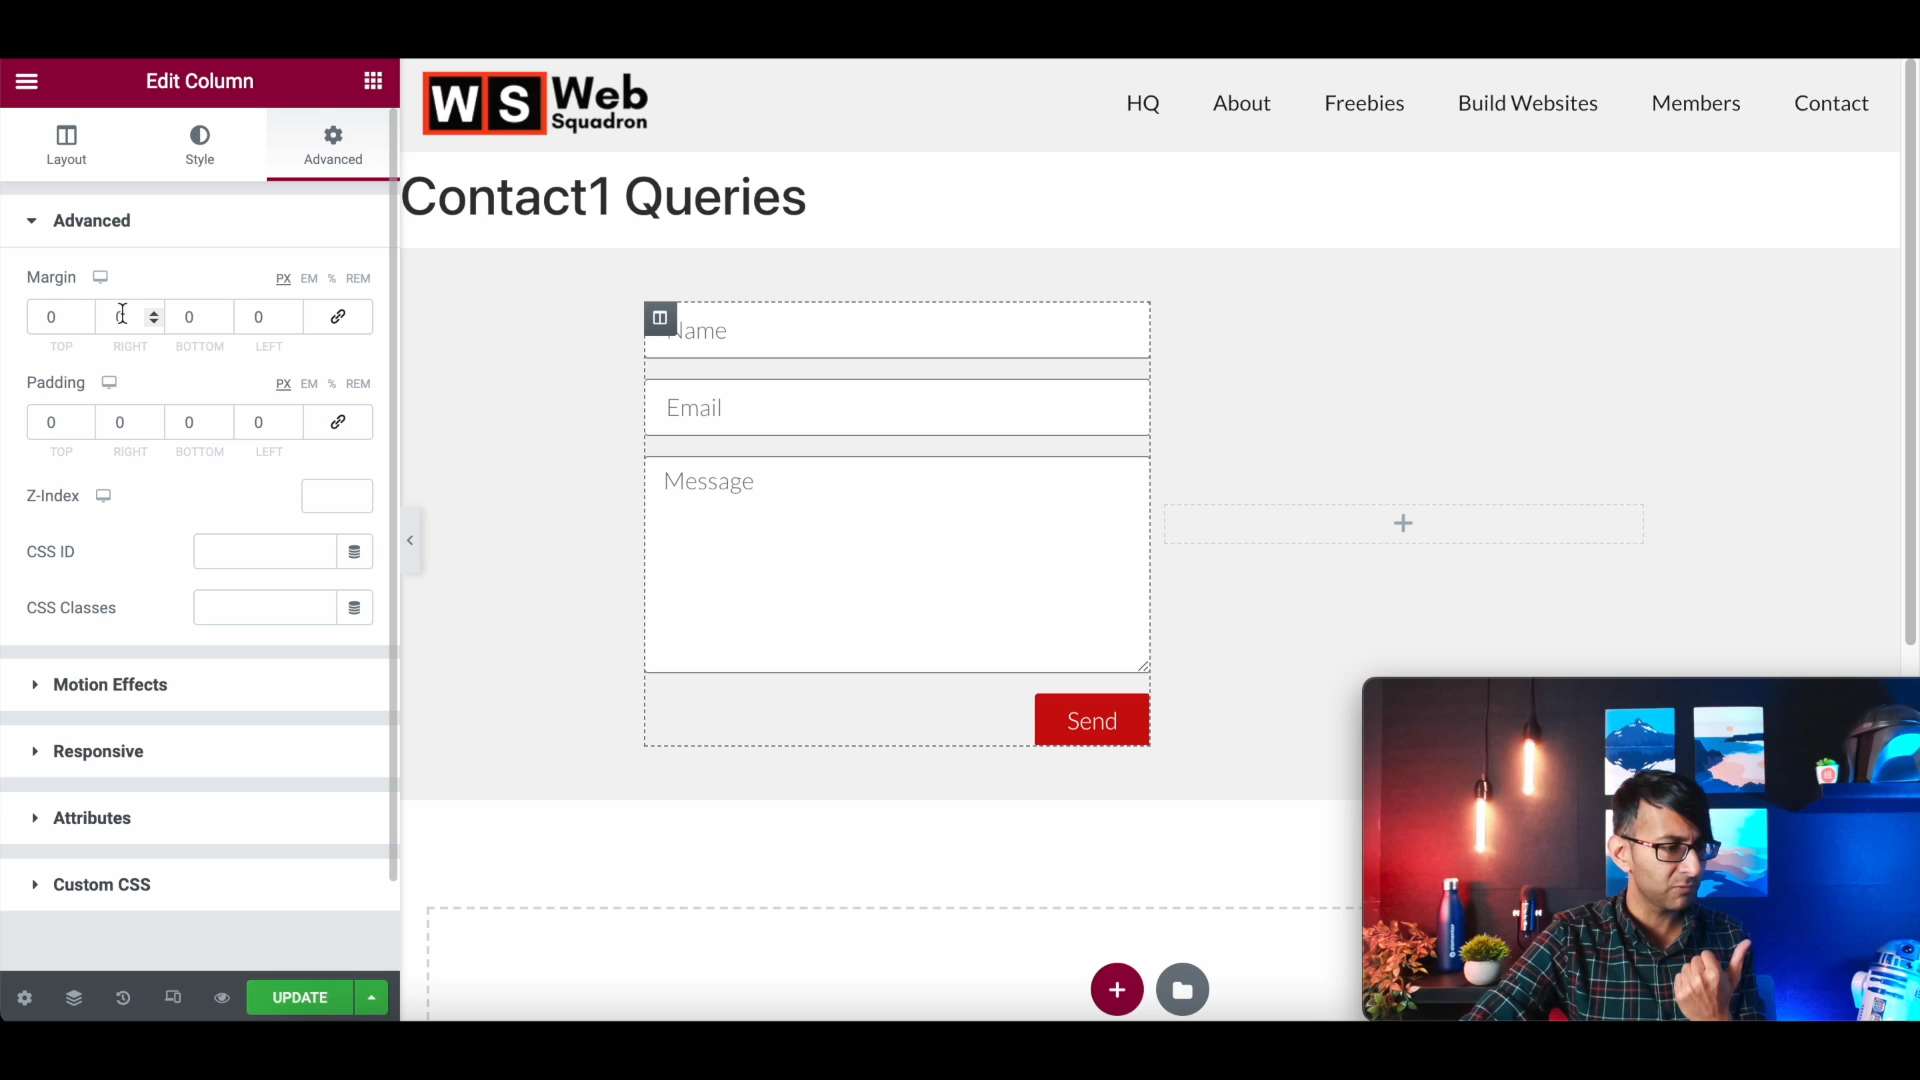 Edit Column
Layout
Style
Advanced
Advanced
Margin
PX EM % REM
0 0 0
TOP RIGHT BOTTOM LEFT
Padding
PX EM % REM
0 0 0 0
TOP RIGHT BOTTOM LEFT
Z-Index
CSS ID
CSS Classes
Motion Effects
Responsive
Attributes
Custom CSS
UPDATE
WS Web
Squadron
HQ About Freebies Build Websites Members Contact
Contact1 Queries
Name
Email
Message
Send